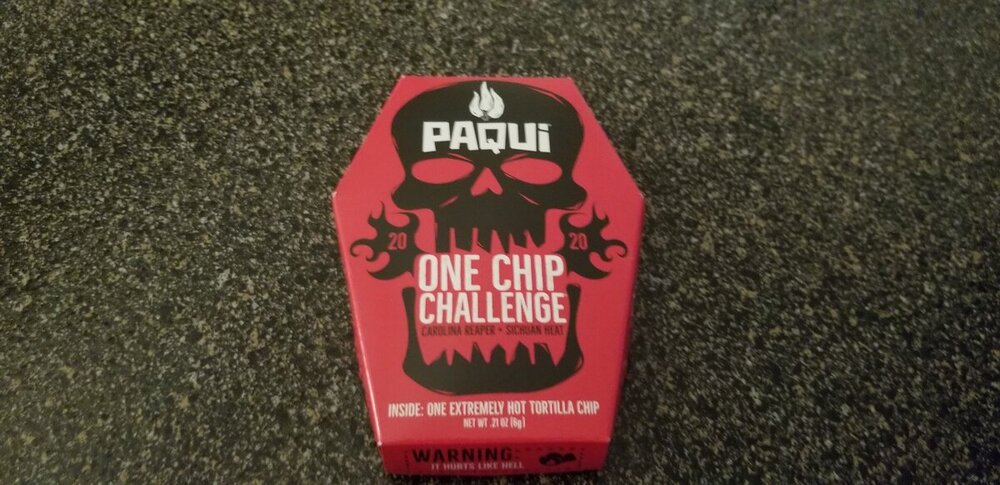 PAQUI
20 20
ONE CHIP
CHALLENGE
CAROLINA REAPER • SICHUAN HEAT
INSIDE: ONE EXTREMELY HOT TORTILLA CHIP
NET WT .21 OZ (6g)
WARNING:
IT HURTS LIKE HELL